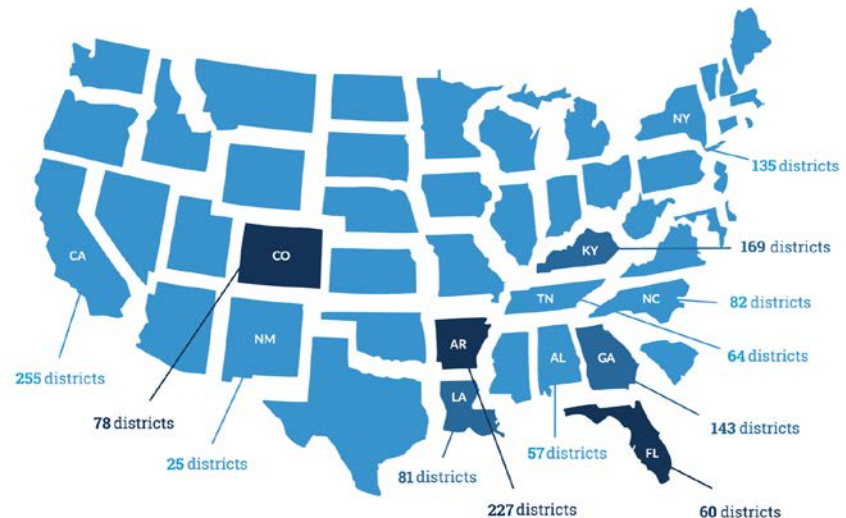 NY
135 districts
KY
169 districts
CA
CO
TN
NC
82 districts
NM
AR
AL
GA
64 districts
255 districts
LA
78 districts
143 districts
25 districts
57 districts
FL
81 districts
227 districts
60 districts